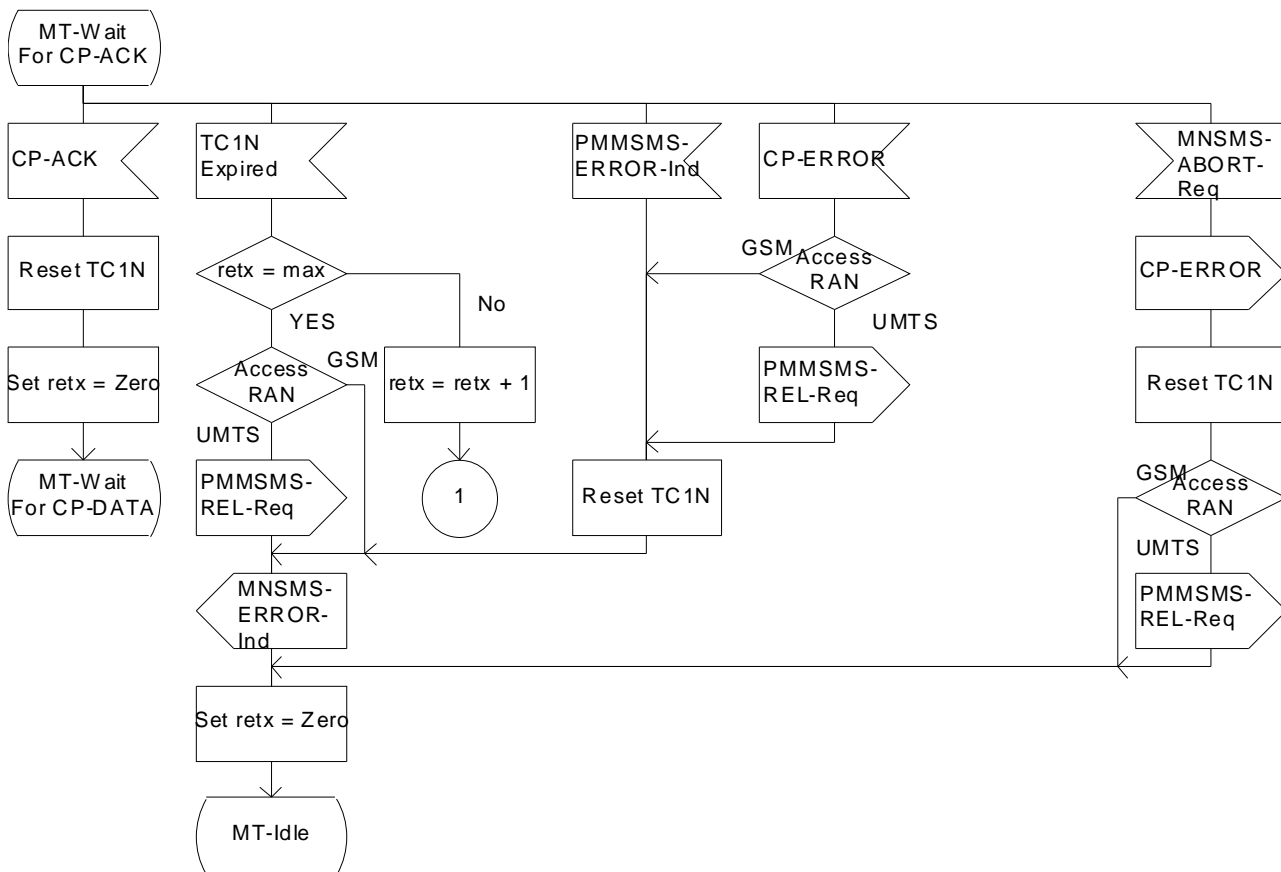 MT-Wait
For CP-ACK
CP-ACK
TC1N
Expired
PMMSMS-
ERROR-Ind
CP-ERROR
MNSMS-
ABORT-
Req
Reset TC1N
retx = max
GSM
Access
RAN
CP-ERROR
No
YES
UMTS
Set retx = Zero
Access
RAN
GSM
retx = retx + 1
PMMSMS-
REL-Req
Reset TC1N
UMTS
MT-Wait
For CP-DATA
PMMSMS-
REL-Req
1
Reset TC1N
GSM
Access
RAN
UMTS
MNSMS-
ERROR-
Ind
PMMSMS-
REL-Req
Set retx = Zero
MT-Idle